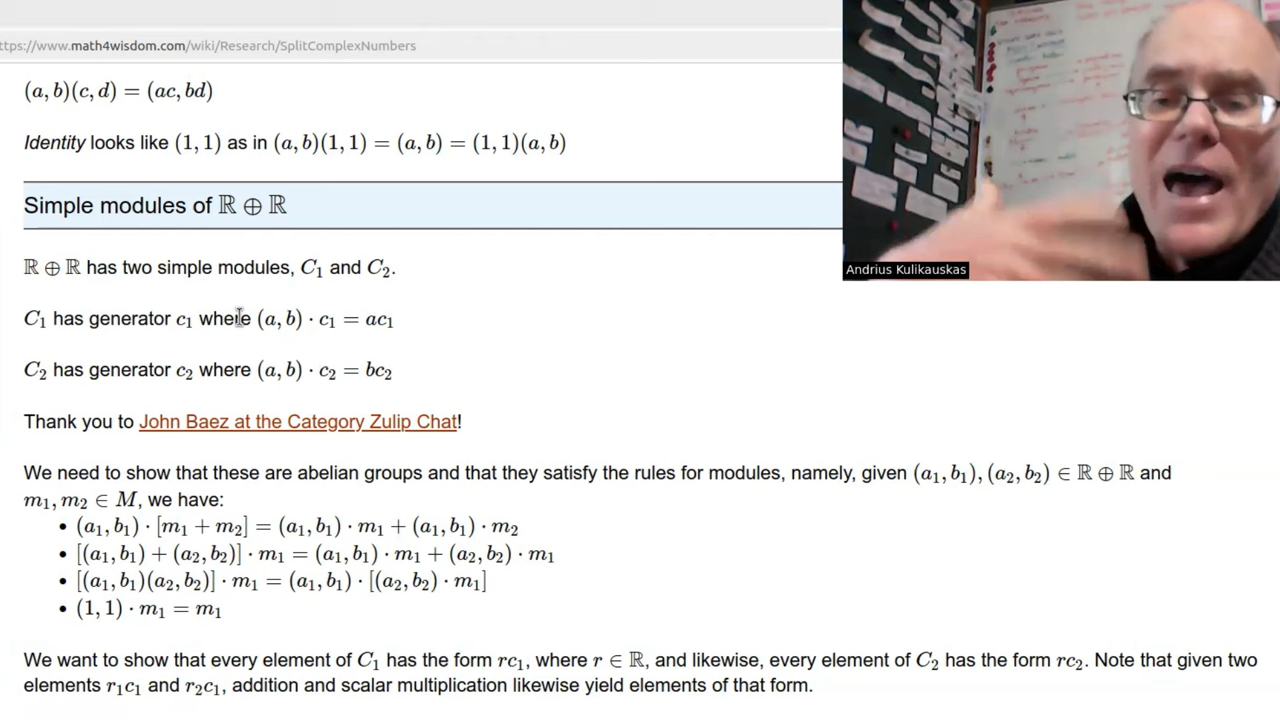 https://www.math4wisdom.com/wiki/Research/SplitComplexNumbers
(a, b)(c, d) = (ac, bd)
Identity looks like (1, 1) as in (a, b)(1, 1) = (a, b) = (1, 1)(a, b)
Simple modules of ℝ ⊕ ℝ
ℝ ⊕ ℝ has two simple modules, C₁ and C₂.
C₁ has generator c₁ where (a, b) · c₁ = ac₁
C₂ has generator c₂ where (a, b) · c₂ = bc₂
Thank you to John Baez at the Category Zulip Chat!
We need to show that these are abelian groups and that they satisfy the rules for modules, namely, given (a₁, b₁), (a₂, b₂) ∈ ℝ ⊕ ℝ and
m₁, m₂ ∈ M, we have:
• (a₁, b₁) · [m₁ + m₂] = (a₁, b₁) · m₁ + (a₁, b₁) · m₂
• [(a₁, b₁) + (a₂, b₂)] · m₁ = (a₁, b₁) · m₁ + (a₂, b₂) · m₁
• [(a₁, b₁)(a₂, b₂)] · m₁ = (a₁, b₁) · [(a₂, b₂) · m₁]
• (1, 1) · m₁ = m₁
We want to show that every element of C₁ has the form rc₁, where r ∈ ℝ, and likewise, every element of C₂ has the form rc₂. Note that given two
elements r₁c₁ and r₂c₁, addition and scalar multiplication likewise yield elements of that form.
Andrius Kulikauskas